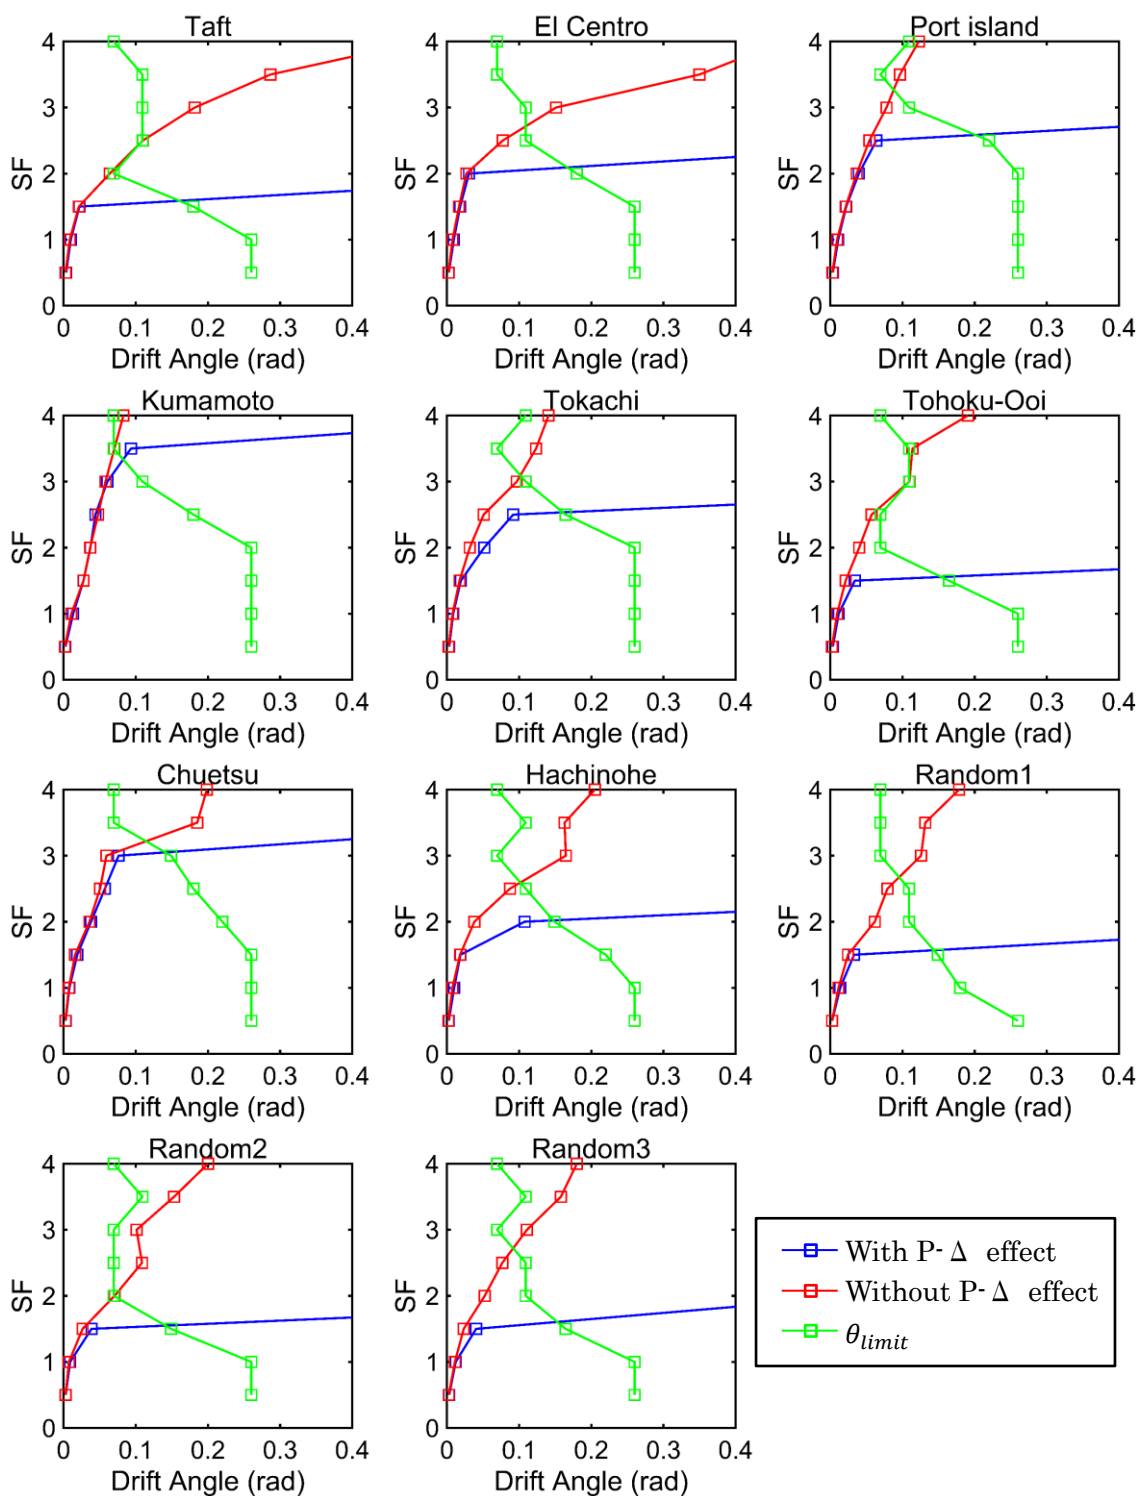 Taft
El Centro
Port island
4
3
2
1
0
SF
0 0.1 0.2 0.3 0.4
Drift Angle (rad)
4
3
2
1
0
SF
0 0.1 0.2 0.3 0.4
Drift Angle (rad)
4
3
2
1
0
SF
0 0.1 0.2 0.3 0.4
Drift Angle (rad)
Kumamoto
Tokachi
Tohoku-Ooi
4
3
2
1
0
SF
0 0.1 0.2 0.3 0.4
Drift Angle (rad)
4
3
2
1
0
SF
0 0.1 0.2 0.3 0.4
Drift Angle (rad)
4
3
2
1
0
SF
0 0.1 0.2 0.3 0.4
Drift Angle (rad)
Chuetsu
Hachinohe
Random1
4
3
2
1
0
SF
0 0.1 0.2 0.3 0.4
Drift Angle (rad)
4
3
2
1
0
SF
0 0.1 0.2 0.3 0.4
Drift Angle (rad)
4
3
2
1
0
SF
0 0.1 0.2 0.3 0.4
Drift Angle (rad)
Random2
Random3
4
3
2
1
0
SF
0 0.1 0.2 0.3 0.4
Drift Angle (rad)
4
3
2
1
0
SF
0 0.1 0.2 0.3 0.4
Drift Angle (rad)
With P-Δ effect
Without P-Δ effect
θlimit